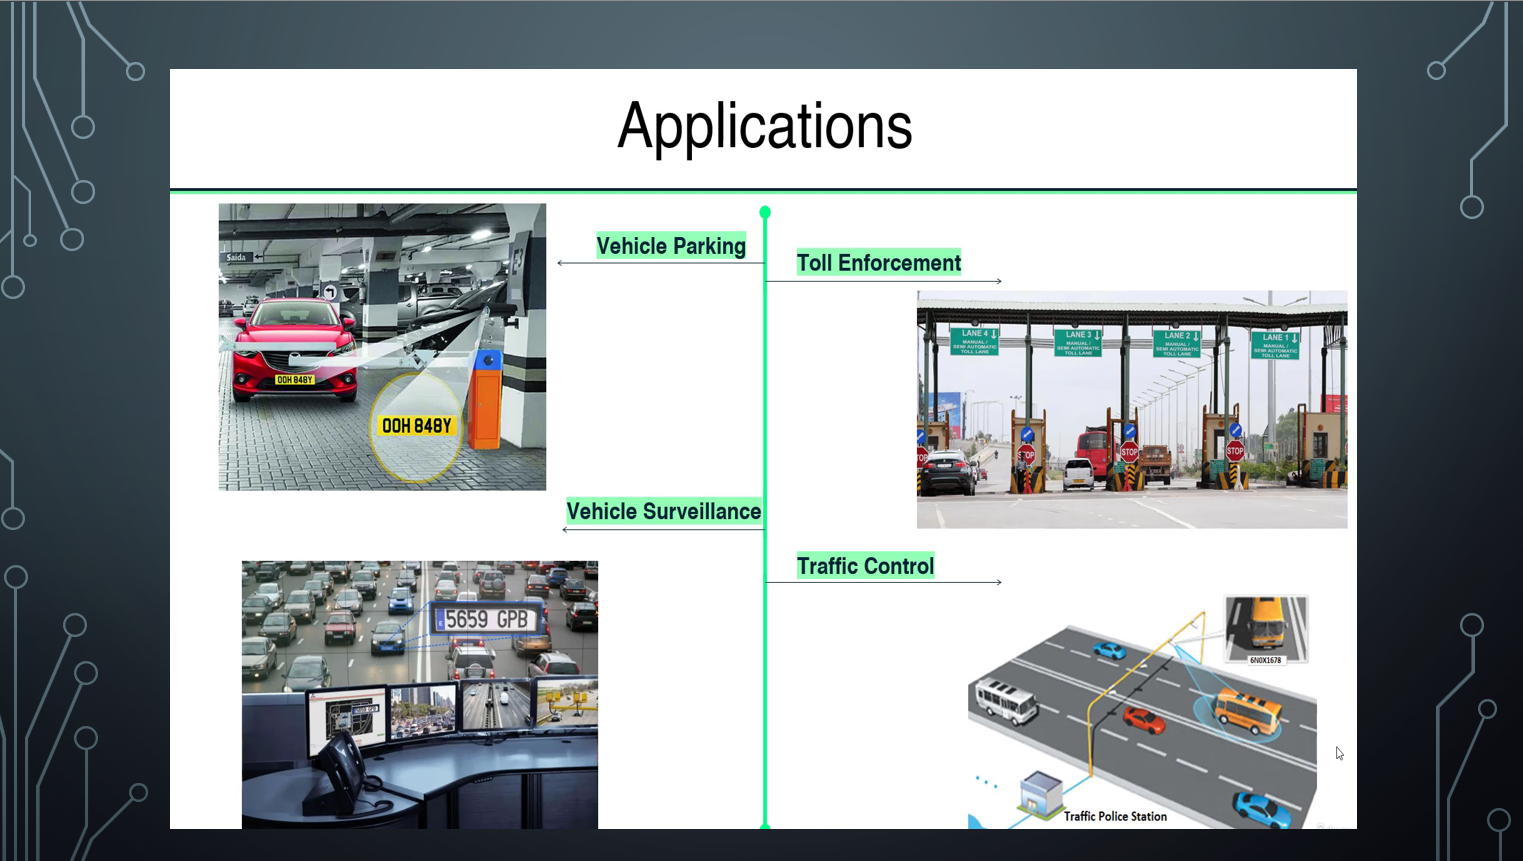 Applications
Vehicle Parking
Toll Enforcement
Saida
E3
OOH 848Y
OOH 848Y
LANE 4
MANUAL /
SEMI AUTOMATIC
TOLL LANE
LANE 3
MANUAL /
SEMI AUTOMATIC
TOLL LANE
LANE 2
MANUAL /
SEMI AUTOMATIC
TOLL LANE
LANE 1
MANUAL /
SEMI AUTOMATIC
TOLL LANE
STOP
STOP
STOP
Vehicle Surveillance
Traffic Control
E 5659 GPB
6N0X1678
Traffic Police Station